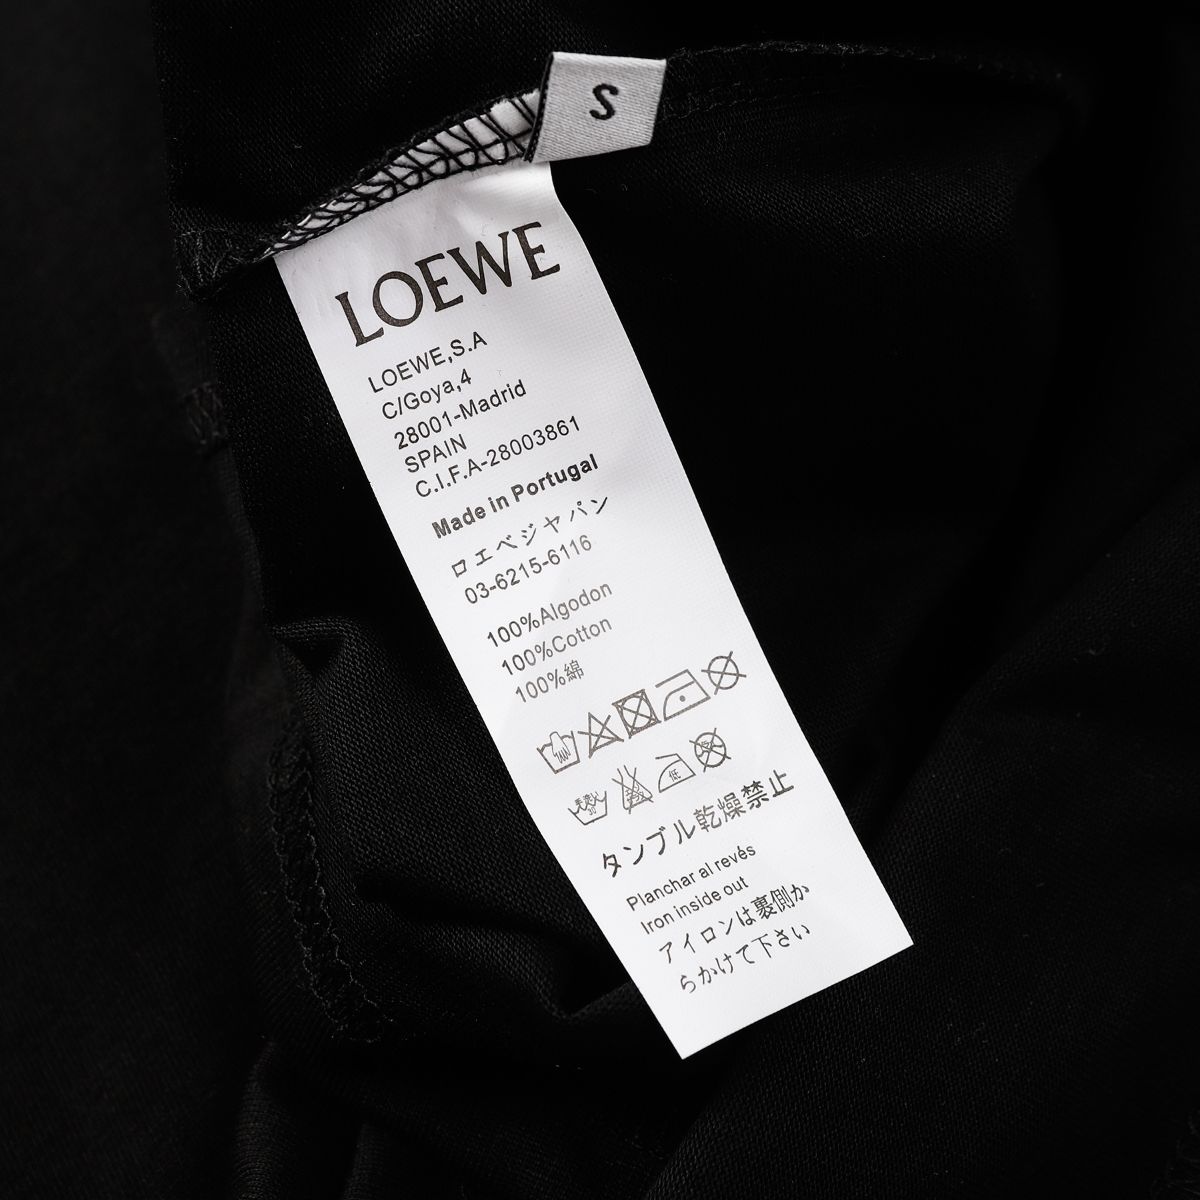 S
LOEWE
LOEWE,S.A
C/Goya,4
28001-Madrid
SPAIN
C.I.F.A-28003861
Made in Portugal
ロエベジャパン
03-6215-6116
100%Algodon
100%Cotton
100%綿
低
タンブル乾燥禁止
Planchar al revés
Iron inside out
アイロンは裏側か
らかけて下さい